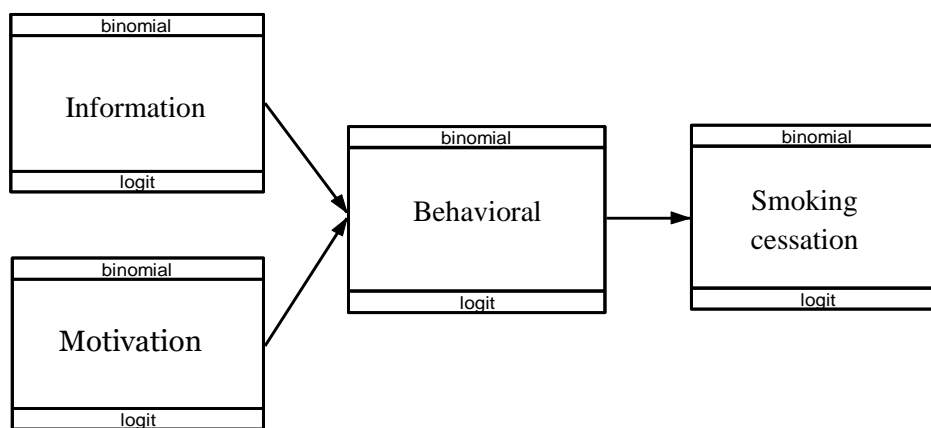 binomial
Information
logit
binomial
Motivation
logit
binomial
Behavioral
logit
binomial
Smoking
cessation
logit